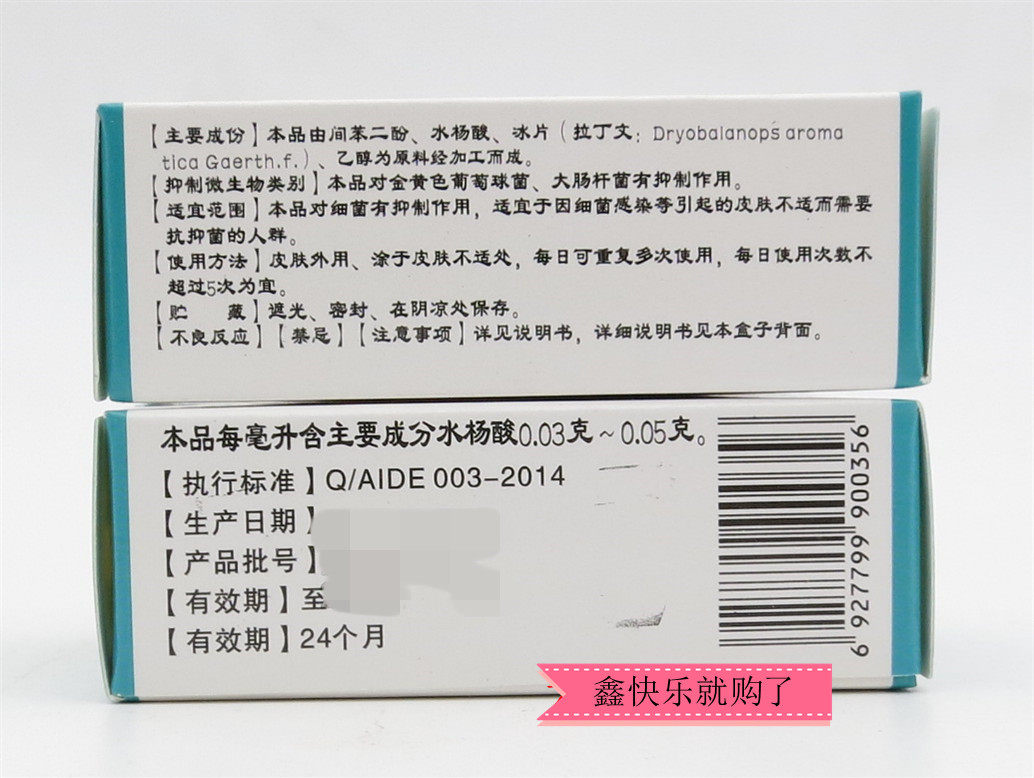 【主要成份】本品由间苯二酚、水杨酸、冰片（拉丁文：Dryobalanops aroma
tica Gaerth.f.）、乙醇为原料经加工而成。
【抑制微生物类别】本品对金黄色葡萄球菌、大肠杆菌有抑制作用。
【适宜范围】本品对细菌有抑制作用，适宜于因细菌感染等引起的皮肤不适而需要
抗抑菌的人群。
【使用方法】皮肤外用、涂于皮肤不适处，每日可重复多次使用，每日使用次数不
超过5次为宜。
【贮 藏】遮光、密封、在阴凉处保存。
【不良反应】【禁忌】【注意事项】详见说明书，详细说明书见本盒子背面。
本品每毫升含主要成分水杨酸0.03克～0.05克。
【执行标准】Q/AIDE 003-2014
【生产日期】
【产品批号】
【有效期】至
【有效期】24个月
6 927799 900356
鑫快乐就购了